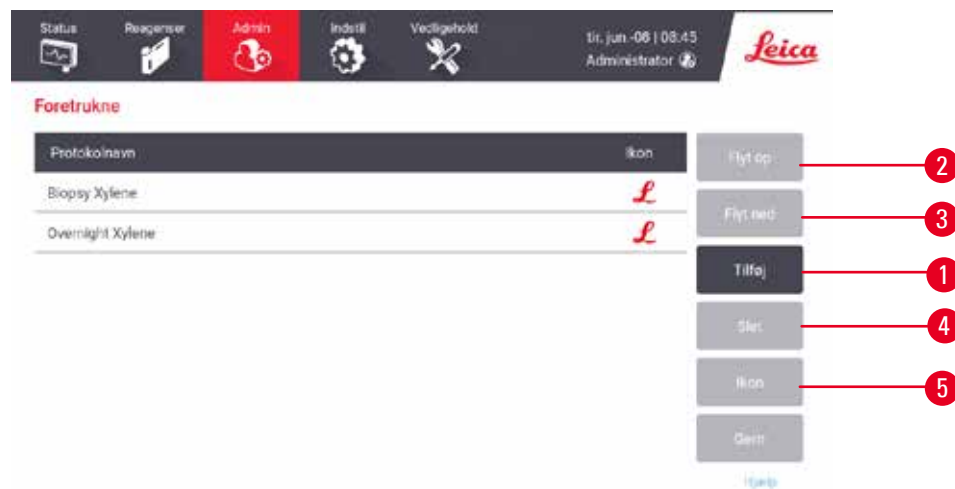 Status Reagenser Admin Indstil Vedligehold
tir. jun.-06 | 08:45
Administrator
Leica
Foretrukne
Protokolnavn Ikon
Biopsy Xylene
Overnight Xylene
Flyt op 2
Flyt ned 3
Tilføj 1
Slet 4
Ikon 5
Gem
Hjælp